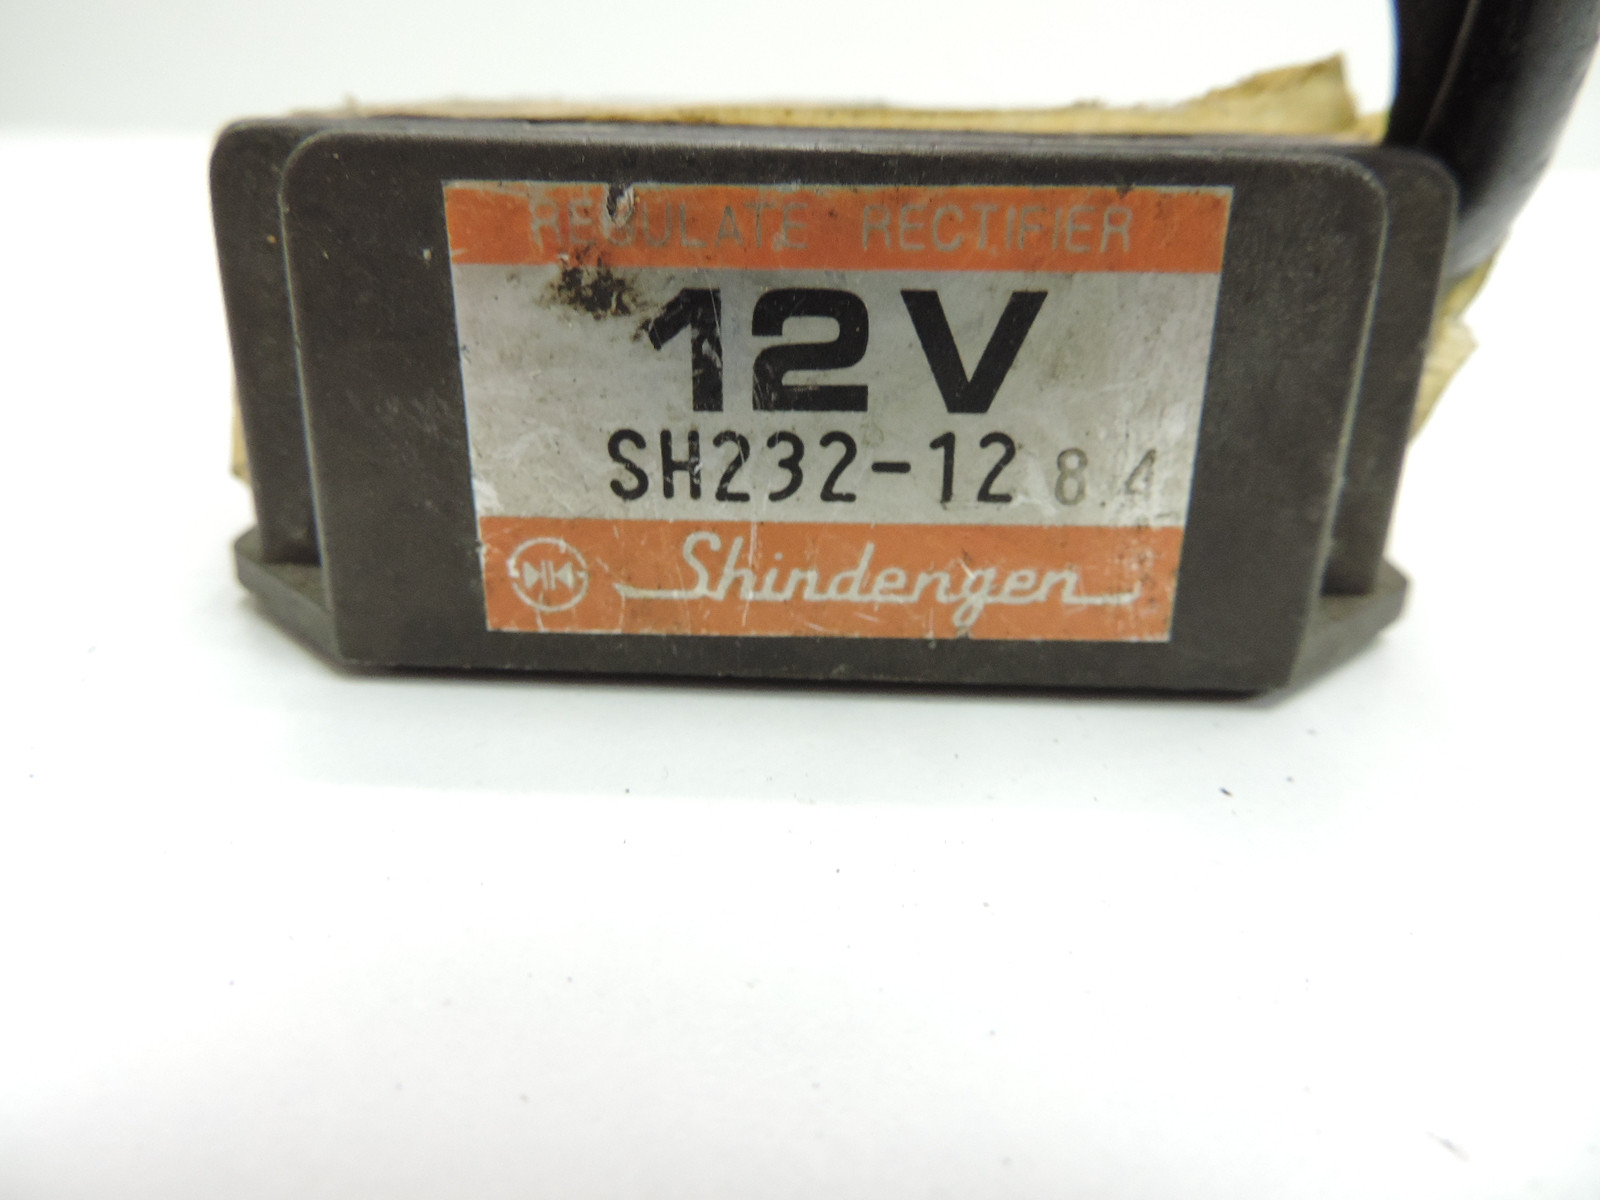 REGULATE RECTIFIER
12V
SH232-12 8.4
Shindengen